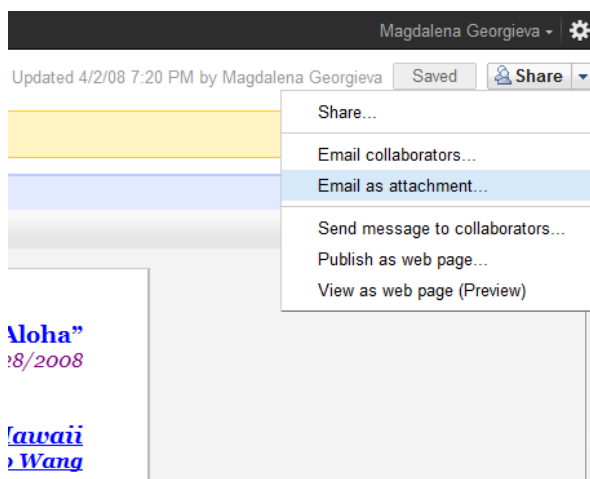 Magdalena Georgieva
Updated 4/2/08 7:20 PM by Magdalena Georgieva Saved Share
Share...
Email collaborators...
Email as attachment...
Send message to collaborators...
Publish as web page...
View as web page (Preview)
Aloha”
28/2008
Hawaii
o Wang